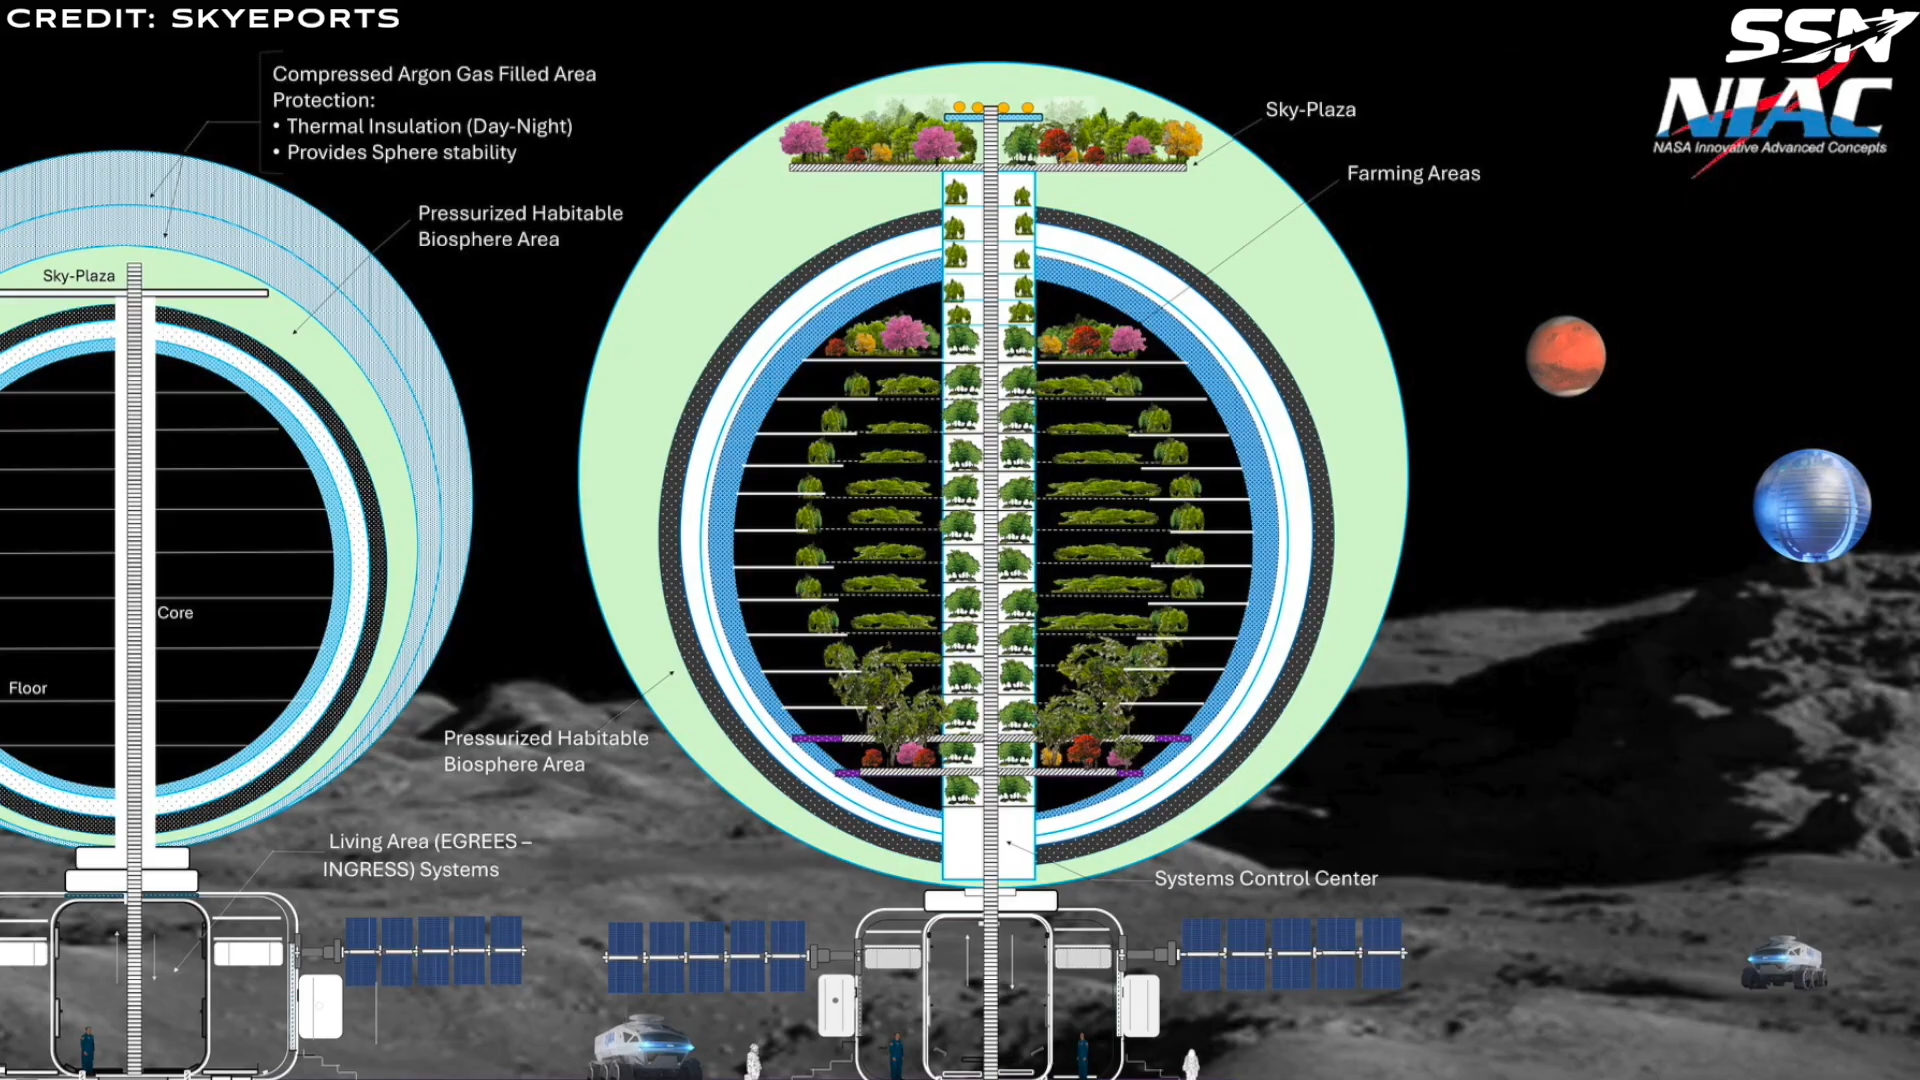 CREDIT: SKYEPORTS
SSN
NIAC
NASA Innovative Advanced Concepts
Compressed Argon Gas Filled Area
Protection:
• Thermal Insulation (Day-Night)
• Provides Sphere stability
Pressurized Habitable
Biosphere Area
Sky-Plaza
Core
Floor
Sky-Plaza
Farming Areas
Pressurized Habitable
Biosphere Area
Living Area (EGREES –
INGRESS) Systems
Systems Control Center